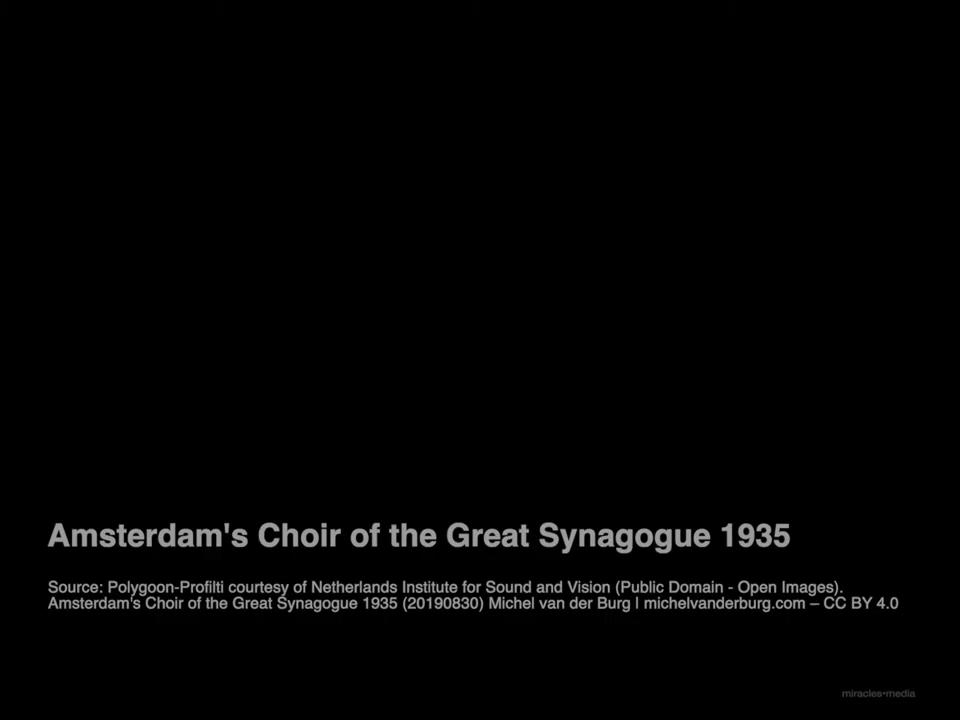 Amsterdam's Choir of the Great Synagogue 1935
Source: Polygoon-Profilti courtesy of Netherlands Institute for Sound and Vision (Public Domain - Open Images).
Amsterdam's Choir of the Great Synagogue 1935 (20190830) Michel van der Burg | michelvanderburg.com – CC BY 4.0
miracles•media